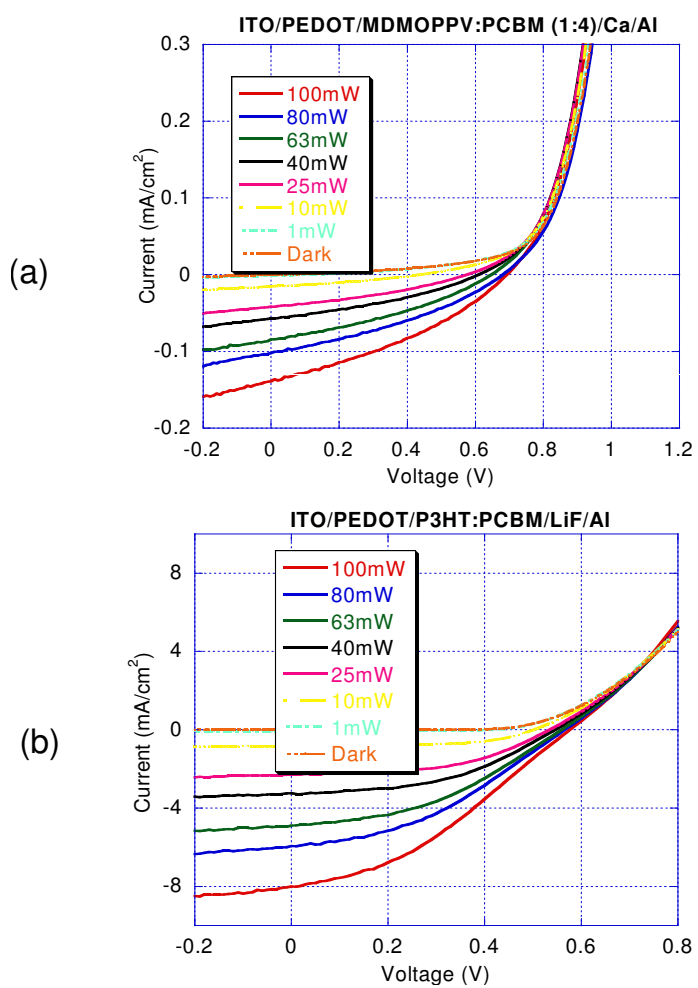 ITO/PEDOT/MDMOPPV:PCBM (1:4)/Ca/Al
0.3
0.2
0.1
0
-0.1
-0.2
Current (mA/cm²)
100mW
80mW
63mW
40mW
25mW
10mW
1mW
Dark
(a)
-0.2 0 0.2 0.4 0.6 0.8 1 1.2
Voltage (V)
ITO/PEDOT/P3HT:PCBM/LiF/Al
8
4
0
-4
-8
Current (mA/cm²)
100mW
80mW
63mW
40mW
25mW
10mW
1mW
Dark
(b)
-0.2 0 0.2 0.4 0.6 0.8
Voltage (V)